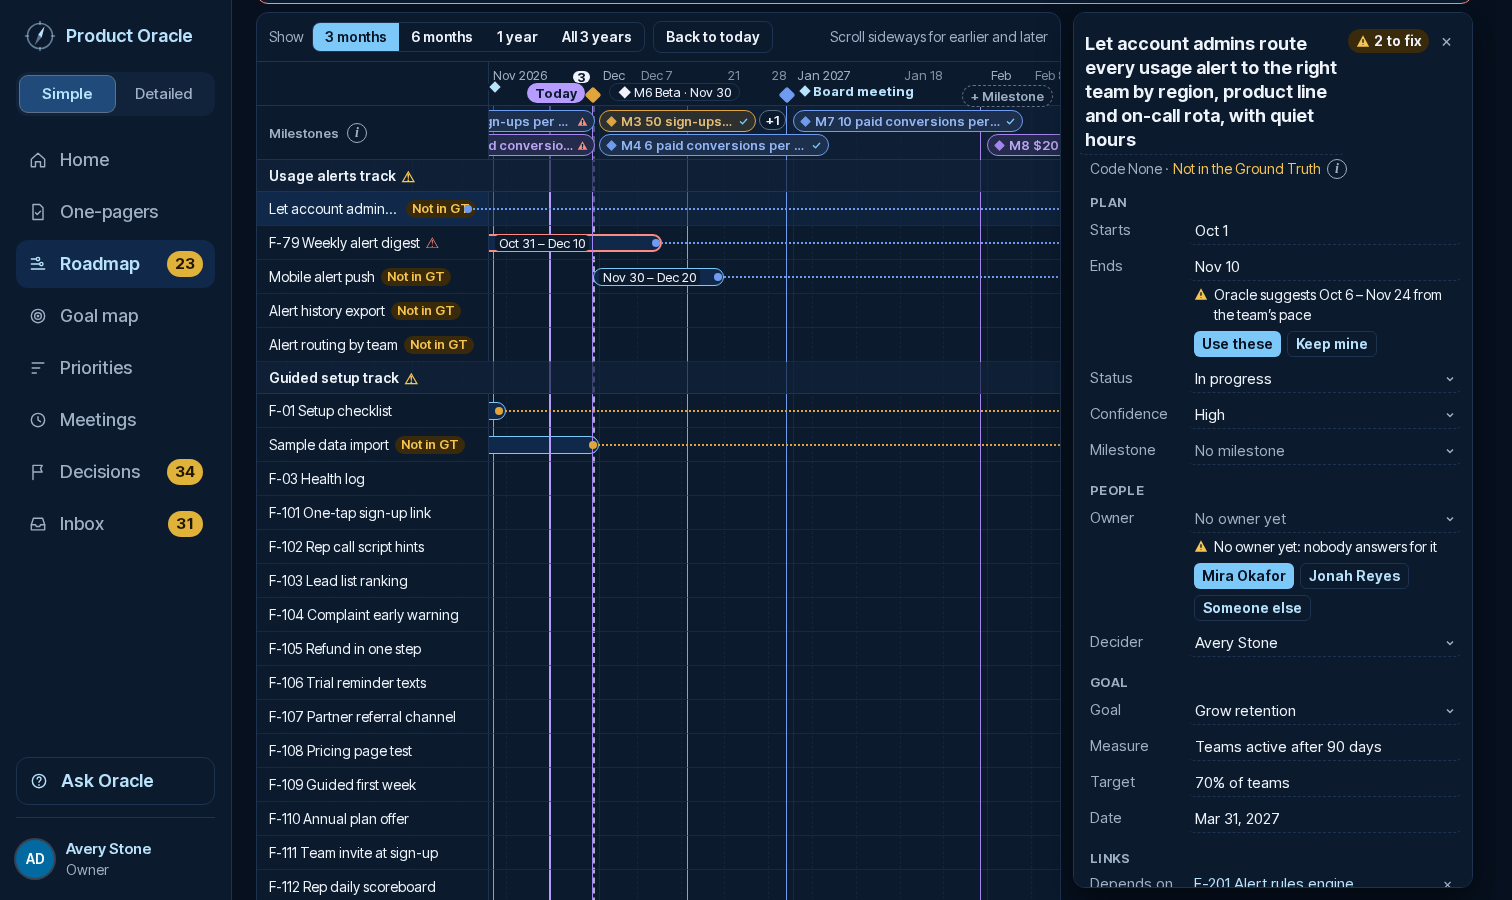 Product Oracle
Simple
Detailed
Home
One-pagers
Roadmap
23
Goal map
Priorities
Meetings
Decisions
34
Inbox
31
Ask Oracle
AD
Avery Stone
Owner
Show
3 months
6 months
1 year
All 3 years
Back to today
Scroll sideways for earlier and later
Nov 2026
3
Dec
Dec 7
21
28
Jan 2027
Jan 18
Feb
Feb 8
Today
M6 Beta · Nov 30
Board meeting
+ Milestone
Milestones
i
gn-ups per ...
M3 50 sign-ups...
+1
M7 10 paid conversions per...
d conversio...
M4 6 paid conversions per ...
M8 $20
Usage alerts track
Let account admin...
Not in GT
F-79 Weekly alert digest
Oct 31 – Dec 10
Mobile alert push
Not in GT
Nov 30 – Dec 20
Alert history export
Not in GT
Alert routing by team
Not in GT
Guided setup track
F-01 Setup checklist
Sample data import
Not in GT
F-03 Health log
F-101 One-tap sign-up link
F-102 Rep call script hints
F-103 Lead list ranking
F-104 Complaint early warning
F-105 Refund in one step
F-106 Trial reminder texts
F-107 Partner referral channel
F-108 Pricing page test
F-109 Guided first week
F-110 Annual plan offer
F-111 Team invite at sign-up
F-112 Rep daily scoreboard
Let account admins route
every usage alert to the right
team by region, product line
and on-call rota, with quiet
hours
2 to fix
×
Code None · Not in the Ground Truth
i
PLAN
Starts
Oct 1
Ends
Nov 10
Oracle suggests Oct 6 – Nov 24 from
the team's pace
Use these
Keep mine
Status
In progress
Confidence
High
Milestone
No milestone
PEOPLE
Owner
No owner yet
No owner yet: nobody answers for it
Mira Okafor
Jonah Reyes
Someone else
Decider
Avery Stone
GOAL
Goal
Grow retention
Measure
Teams active after 90 days
Target
70% of teams
Date
Mar 31, 2027
LINKS
Depends on
F-201 Alert rules engine
×